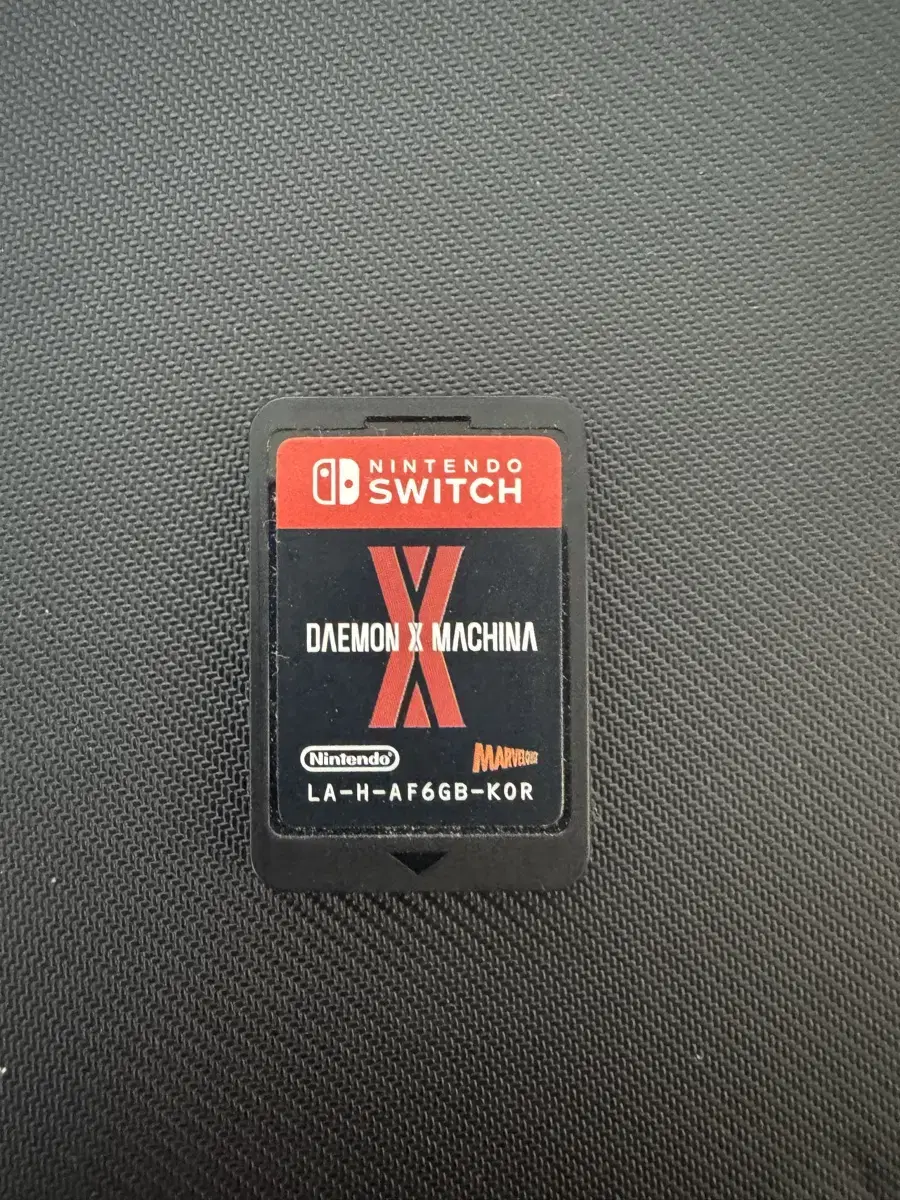 NINTENDO
SWITCH
DAEMON X MACHINA
Nintendo
MARVELOUS
LA-H-AF6GB-KOR